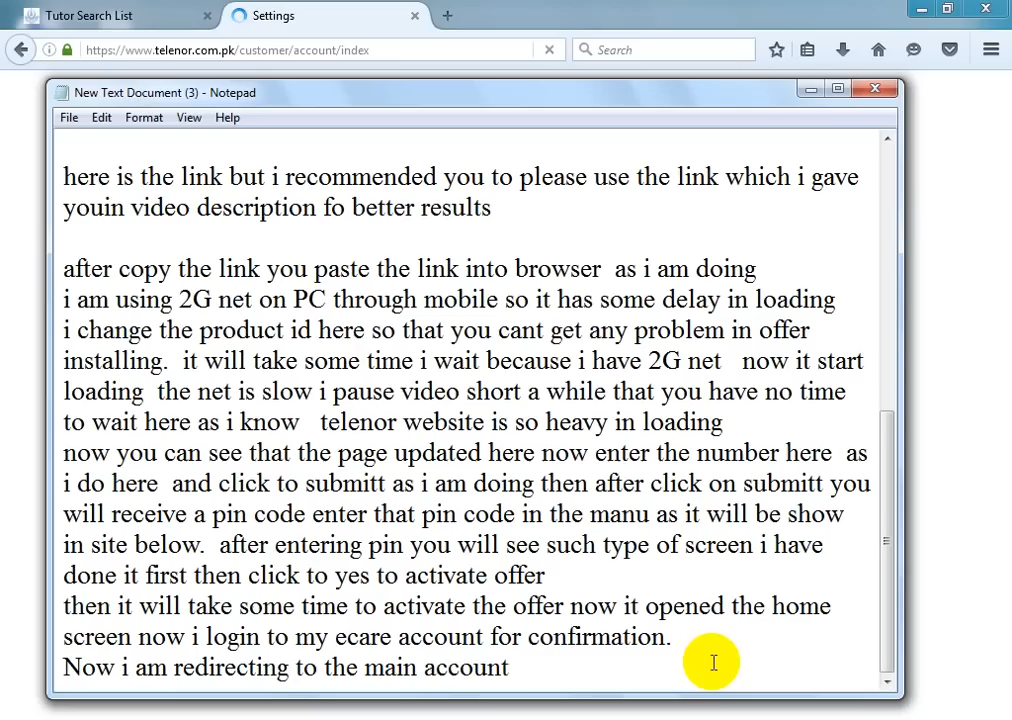 Tutor Search List
Settings
https://www.telenor.com.pk/customer/account/index
Search
New Text Document (3) - Notepad
File Edit Format View Help
here is the link but i recommended you to please use the link which i gave
youin video description fo better results
after copy the link you paste the link into browser  as i am doing
i am using 2G net on PC through mobile so it has some delay in loading
i change the product id here so that you cant get any problem in offer
installing.  it will take some time i wait because i have 2G net   now it start
loading  the net is slow i pause video short a while that you have no time
to wait here as i know   telenor website is so heavy in loading
now you can see that the page updated here now enter the number here  as
i do here  and click to submitt as i am doing then after click on submitt you
will receive a pin code enter that pin code in the manu as it will be show
in site below.  after entering pin you will see such type of screen i have
done it first then click to yes to activate offer
then it will take some time to activate the offer now it opened the home
screen now i login to my ecare account for confirmation.
Now i am redirecting to the main account